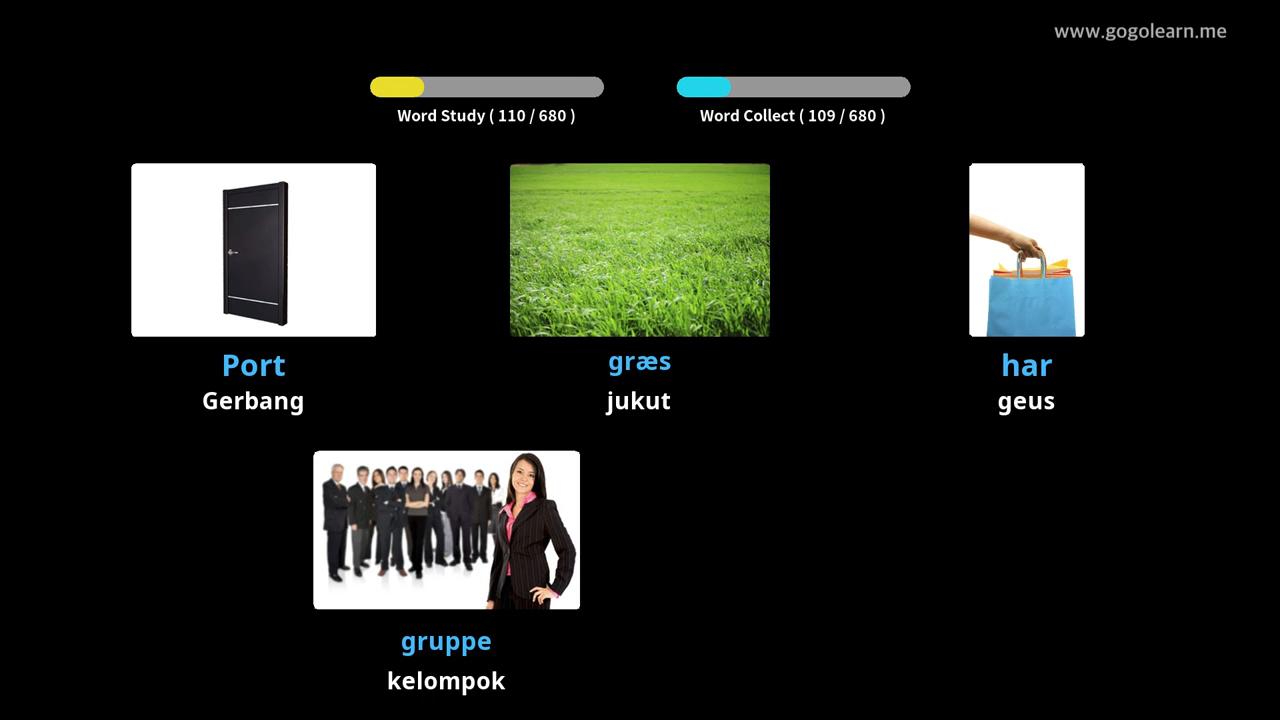 www.gogolearn.me
Word Study ( 110 / 680 )
Word Collect ( 109 / 680 )
Port
Gerbang
græs
jukut
har
geus
gruppe
kelompok